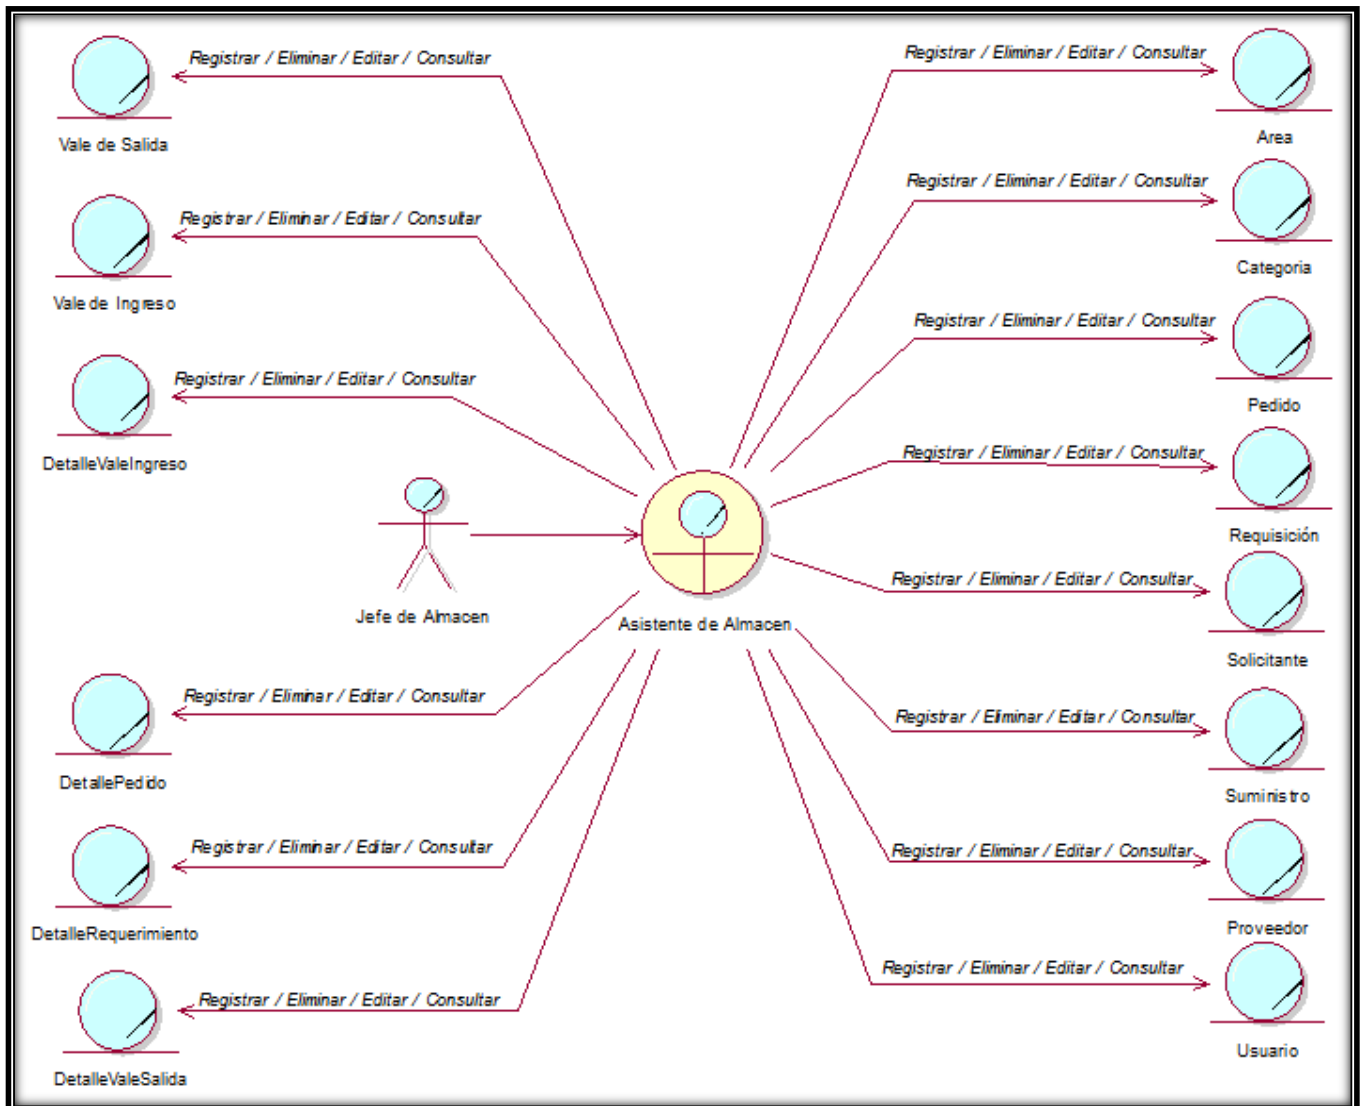 Registrar / Eliminar / Editar / Consultar
Vale de Salida
Registrar / Eliminar / Editar / Consultar
Vale de Ingreso
Registrar / Eliminar / Editar / Consultar
DetalleValeIngreso
Jefe de Almacen
Asistente de Almacen
Registrar / Eliminar / Editar / Consultar
DetallePedido
Registrar / Eliminar / Editar / Consultar
DetalleRequerimiento
Registrar / Eliminar / Editar / Consultar
DetalleValeSalida
Registrar / Eliminar / Editar / Consultar
Area
Registrar / Eliminar / Editar / Consultar
Categoria
Registrar / Eliminar / Editar / Consultar
Pedido
Registrar / Eliminar / Editar / Consultar
Requisición
Registrar / Eliminar / Editar / Consultar
Solicitante
Registrar / Eliminar / Editar / Consultar
Suministro
Registrar / Eliminar / Editar / Consultar
Proveedor
Registrar / Eliminar / Editar / Consultar
Usuario